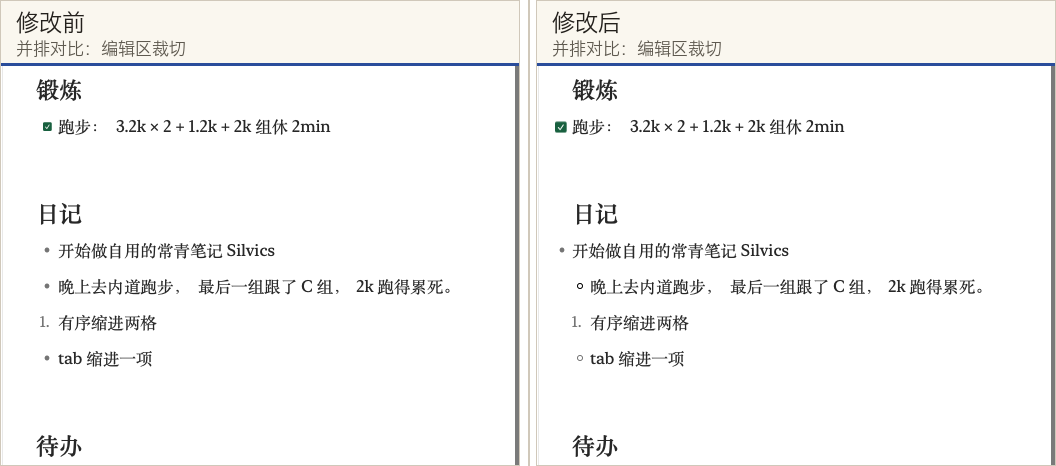 修改前
并排对比：编辑区裁切
锻炼
跑步： 3.2k × 2 + 1.2k + 2k 组休 2min
日记
• 开始做自用的常青笔记 Silvics
• 晚上去内道跑步， 最后一组跟了 C 组， 2k 跑得累死。
1. 有序缩进两格
• tab 缩进一项
待办
修改后
并排对比：编辑区裁切
锻炼
跑步： 3.2k × 2 + 1.2k + 2k 组休 2min
日记
• 开始做自用的常青笔记 Silvics
◦ 晚上去内道跑步， 最后一组跟了 C 组， 2k 跑得累死。
1. 有序缩进两格
◦ tab 缩进一项
待办